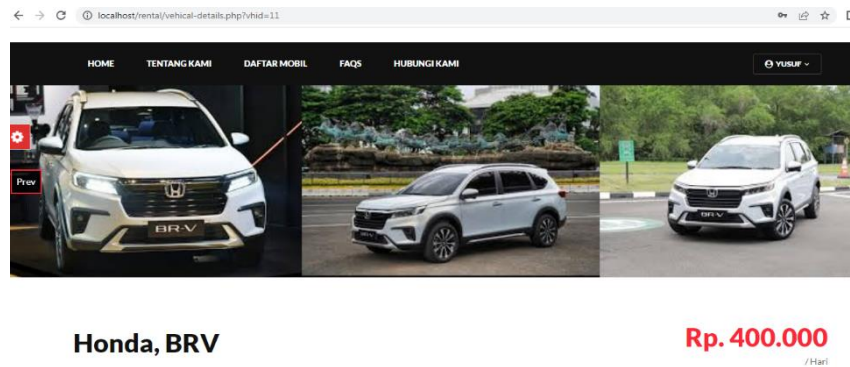 localhost/rental/vehical-details.php?vhid=11
HOME TENTANG KAMI DAFTAR MOBIL FAQS HUBUNGI KAMI YUSUF
Prev
BR-V
BR-V
BR-V
Honda, BRV
Rp. 400.000
/ Hari